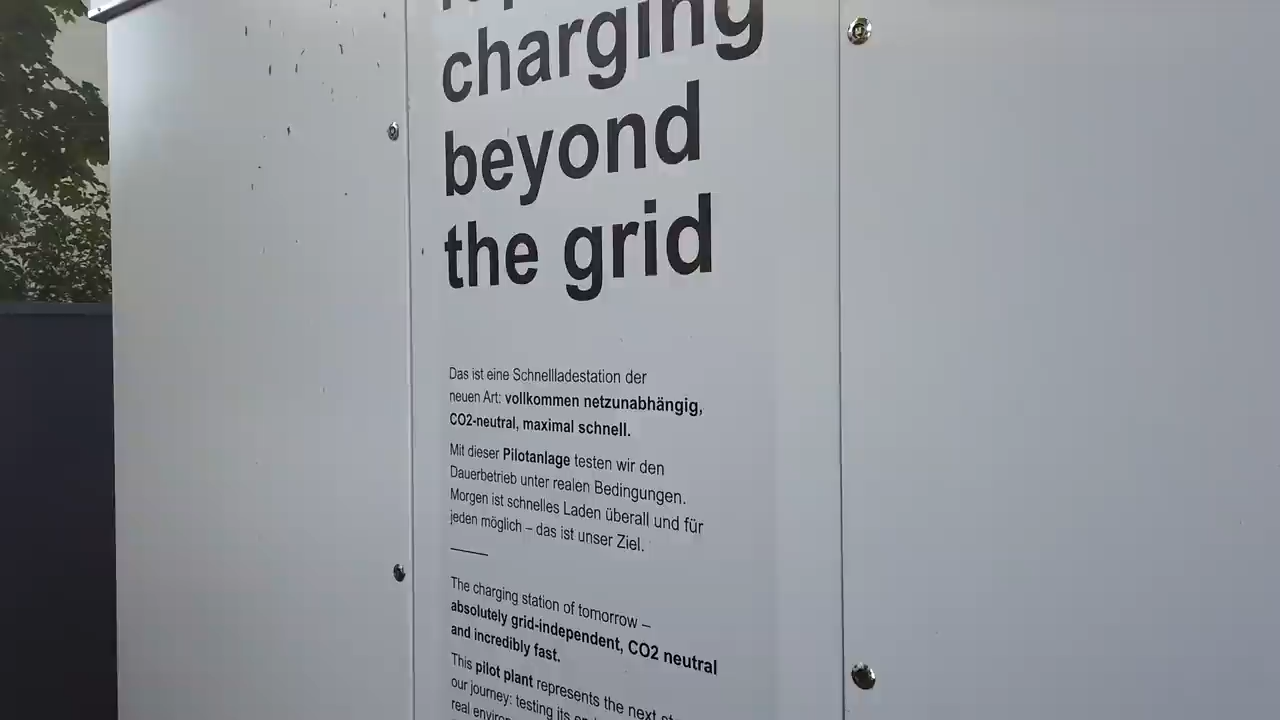 charging
beyond
the grid
Das ist eine Schnellladestation der
neuen Art: vollkommen netzunabhängig,
CO2-neutral, maximal schnell.
Mit dieser Pilotanlage testen wir den
Dauerbetrieb unter realen Bedingungen.
Morgen ist schnelles Laden überall und für
jeden möglich – das ist unser Ziel.
The charging station of tomorrow –
absolutely grid-independent, CO2 neutral
and incredibly fast.
This pilot plant represents the next
our journey: testing its
real